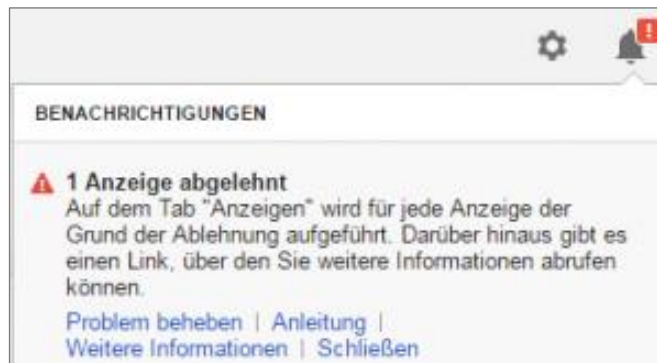 !
BENACHRICHTIGUNGEN
1 Anzeige abgelehnt
Auf dem Tab "Anzeigen" wird für jede Anzeige der
Grund der Ablehnung aufgeführt. Darüber hinaus gibt es
einen Link, über den Sie weitere Informationen abrufen
können.
Problem beheben | Anleitung |
Weitere Informationen | Schließen